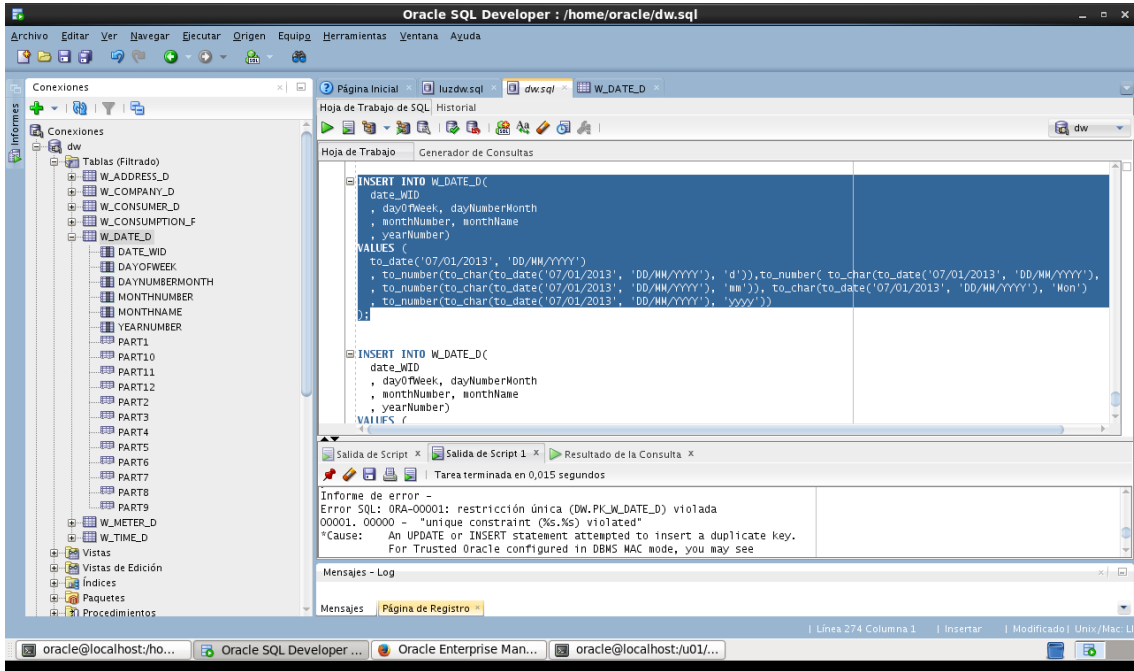 Oracle SQL Developer : /home/oracle/dw.sql
Archivo Editar Ver Navegar Ejecutar Origen Equipo Herramientas Ventana Ayuda
Informes
Conexiones
Conexiones
dw
Tablas (Filtrado)
W_ADDRESS_D
W_COMPANY_D
W_CONSUMER_D
W_CONSUMPTION_F
W_DATE_D
DATE_WID
DAYOFWEEK
DAYNUMBERMONTH
MONTHNUMBER
MONTHNAME
YEARNUMBER
PART1
PART10
PART11
PART12
PART2
PART3
PART4
PART5
PART6
PART7
PART8
PART9
W_METER_D
W_TIME_D
Vistas
Vistas de Edición
Índices
Paquetes
Procedimientos
Página Inicial luzdw.sql dw.sql W_DATE_D
Hoja de Trabajo de SQL Historial
dw
Hoja de Trabajo Generador de Consultas
INSERT INTO W_DATE_D(
date_WID
, dayOfWeek, dayNumberMonth
, monthNumber, monthName
, yearNumber)
VALUES (
to_date('07/01/2013', 'DD/MM/YYYY')
, to_number(to_char(to_date('07/01/2013', 'DD/MM/YYYY'), 'd')),to_number( to_char(to_date('07/01/2013', 'DD/MM/YYYY'),
, to_number(to_char(to_date('07/01/2013', 'DD/MM/YYYY'), 'mm')), to_char(to_date('07/01/2013', 'DD/MM/YYYY'), 'Mon')
, to_number(to_char(to_date('07/01/2013', 'DD/MM/YYYY'), 'yyyy'))
);
INSERT INTO W_DATE_D(
date_WID
, dayOfWeek, dayNumberMonth
, monthNumber, monthName
, yearNumber)
VALUES (
Salida de Script Salida de Script 1 Resultado de la Consulta
Tarea terminada en 0,015 segundos
Informe de error -
Error SQL: ORA-00001: restricción única (DW.PK_W_DATE_D) violada
00001. 00000 - "unique constraint (%s.%s) violated"
*Cause: An UPDATE or INSERT statement attempted to insert a duplicate key.
For Trusted Oracle configured in DBMS MAC mode, you may see
Mensajes - Log
Mensajes Página de Registro
Línea 274 Columna 1 Insertar Modificado Unix/Mac: LF
oracle@localhost:/ho... Oracle SQL Developer ... Oracle Enterprise Man... oracle@localhost:/u01/...